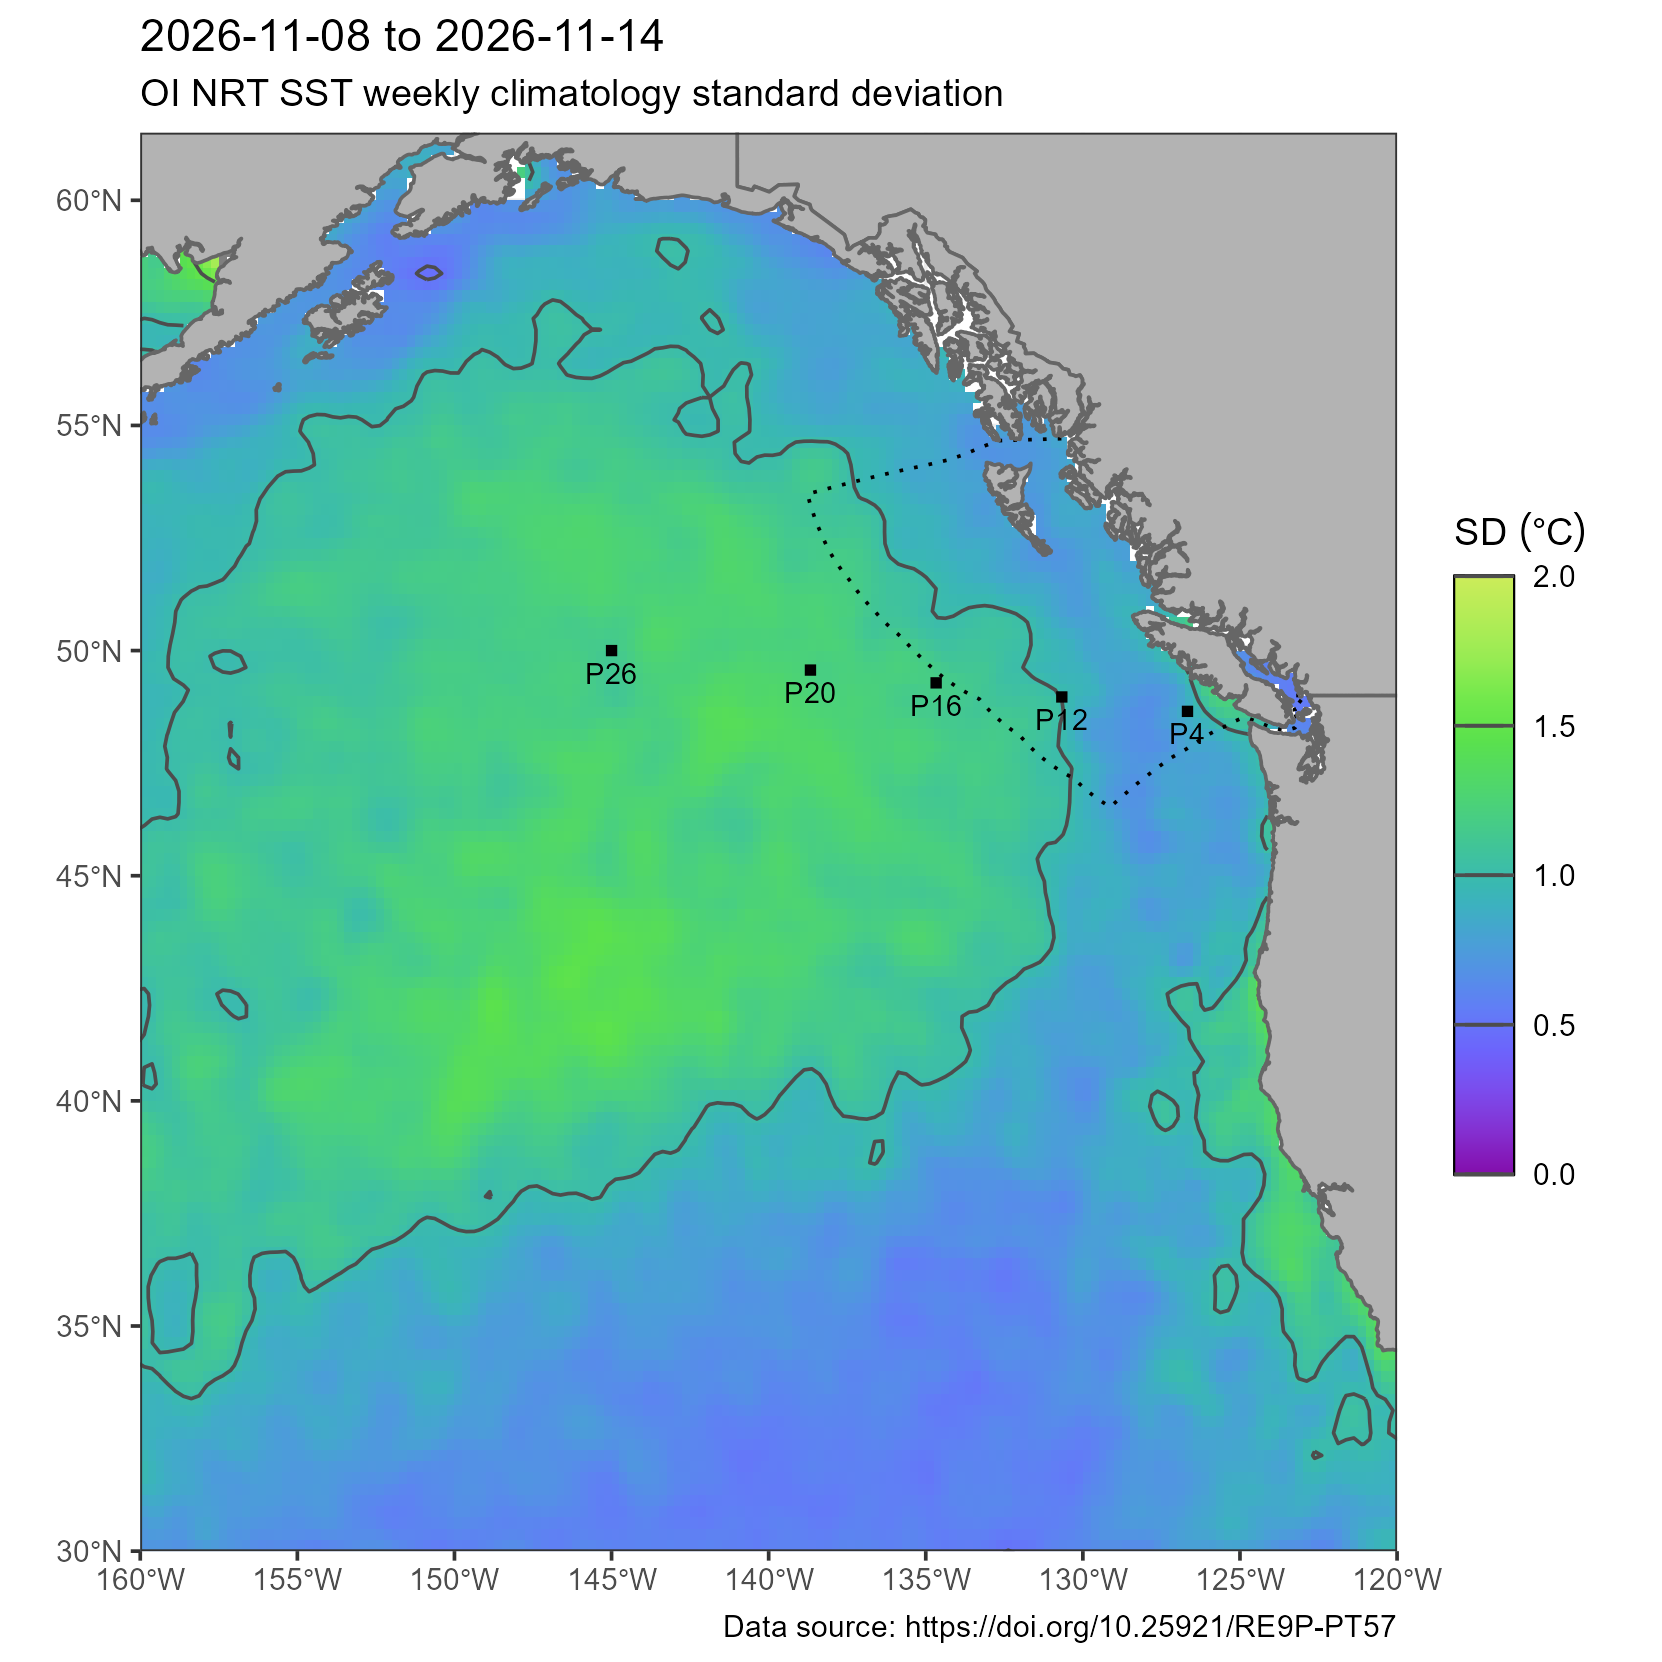 2026-11-08 to 2026-11-14
OI NRT SST weekly climatology standard deviation
60°N
55°N
50°N
45°N
40°N
35°N
30°N
160°W
155°W
150°W
145°W
140°W
135°W
130°W
125°W
120°W
P26
P20
P16
P12
P4
SD (°C)
2.0
1.5
1.0
0.5
0.0
Data source: https://doi.org/10.25921/RE9P-PT57